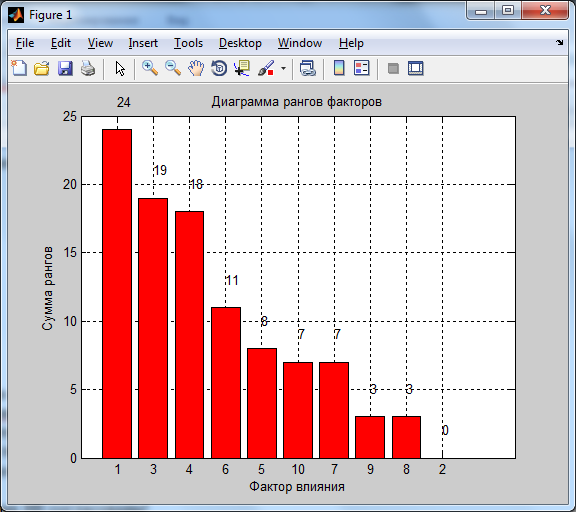 Figure 1
File Edit View Insert Tools Desktop Window Help
24 Диаграмма рангов факторов
25
19
20 18
15
11
10 8
7 7
5 3 3
0
0
1 3 4 6 5 10 7 9 8 2
Фактор влияния
Сумма рангов